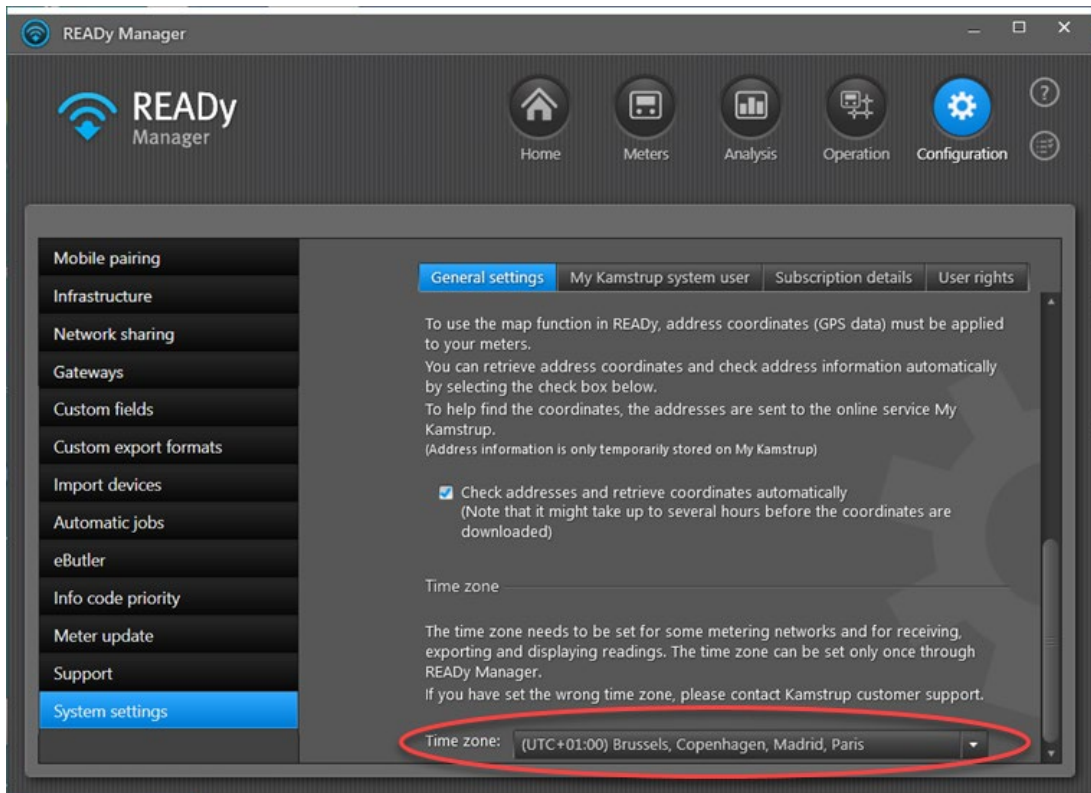 READy Manager
READy
Manager
Home
Meters
Analysis
Operation
Configuration
Mobile pairing
Infrastructure
Network sharing
Gateways
Custom fields
Custom export formats
Import devices
Automatic jobs
eButler
Info code priority
Meter update
Support
System settings
General settings
My Kamstrup system user
Subscription details
User rights
To use the map function in READy, address coordinates (GPS data) must be applied
to your meters.
You can retrieve address coordinates and check address information automatically
by selecting the check box below.
To help find the coordinates, the addresses are sent to the online service My
Kamstrup.
(Address information is only temporarily stored on My Kamstrup)
Check addresses and retrieve coordinates automatically
(Note that it might take up to several hours before the coordinates are
downloaded)
Time zone
The time zone needs to be set for some metering networks and for receiving,
exporting and displaying readings. The time zone can be set only once through
READy Manager.
If you have set the wrong time zone, please contact Kamstrup customer support.
Time zone: (UTC+01:00) Brussels, Copenhagen, Madrid, Paris